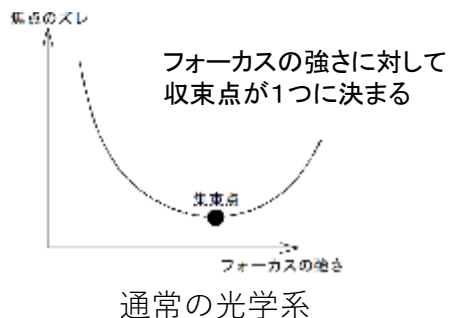 焦点のズレ
フォーカスの強さに対して
収束点が1つに決まる
集束点
フォーカスの強さ
通常の光学系